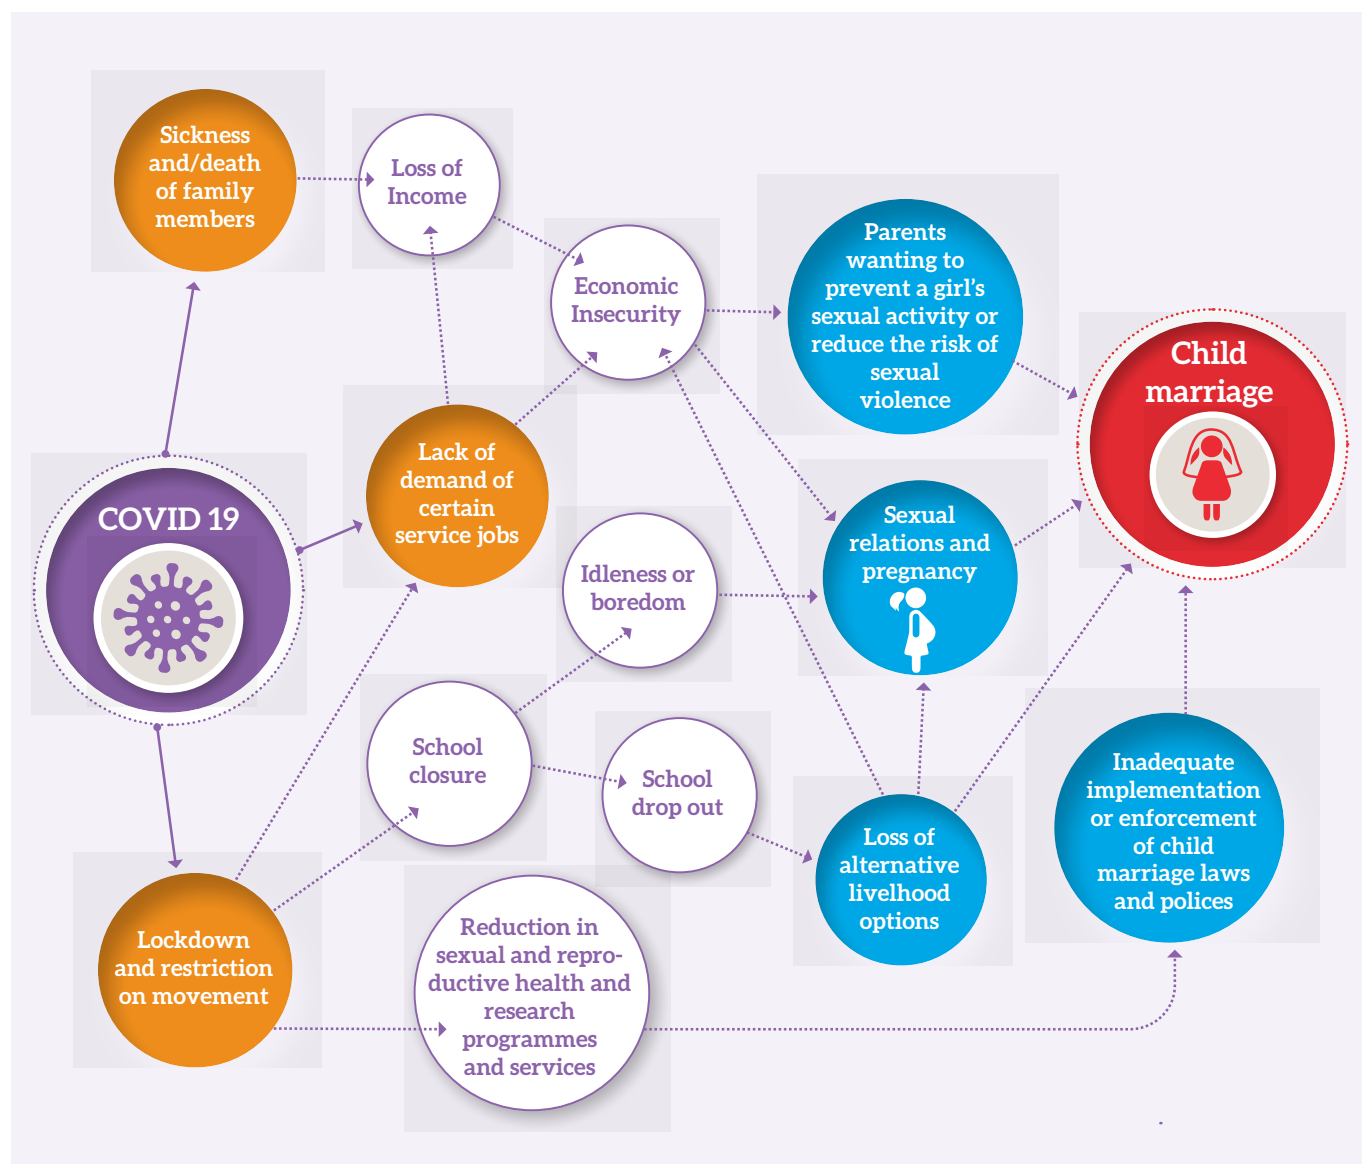 Sickness
and/death
of family
members
Loss of
Income
Economic
Insecurity
Parents
wanting to
prevent a girl's
sexual activity or
reduce the risk of
sexual
violence
Child
marriage
COVID 19
Lack of
demand of
certain
service jobs
Idleness or
boredom
Sexual
relations and
pregnancy
School
closure
School
drop out
Loss of
alternative
livelhood
options
Inadequate
implementation
or enforcement
of child
marriage laws
and polices
Lockdown
and restriction
on movement
Reduction in
sexual and repro-
ductive health and
research
programmes
and services